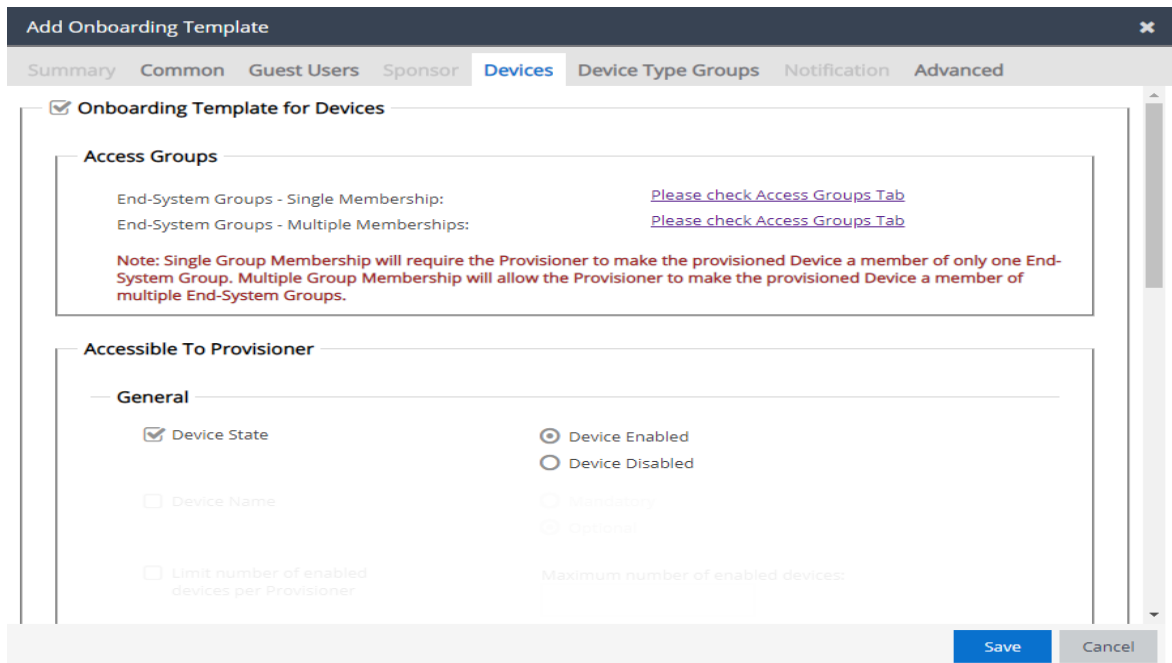 Add Onboarding Template
Summary Common Guest Users Sponsor Devices Device Type Groups Notification Advanced
Onboarding Template for Devices
Access Groups
End-System Groups - Single Membership: Please check Access Groups Tab
End-System Groups - Multiple Memberships: Please check Access Groups Tab
Note: Single Group Membership will require the Provisioner to make the provisioned Device a member of only one End-
System Group. Multiple Group Membership will allow the Provisioner to make the provisioned Device a member of
multiple End-System Groups.
Accessible To Provisioner
General
Device State Device Enabled
Device Disabled
Device Name Mandatory
Optional
Limit number of enabled Maximum number of enabled devices:
devices per Provisioner
Save Cancel